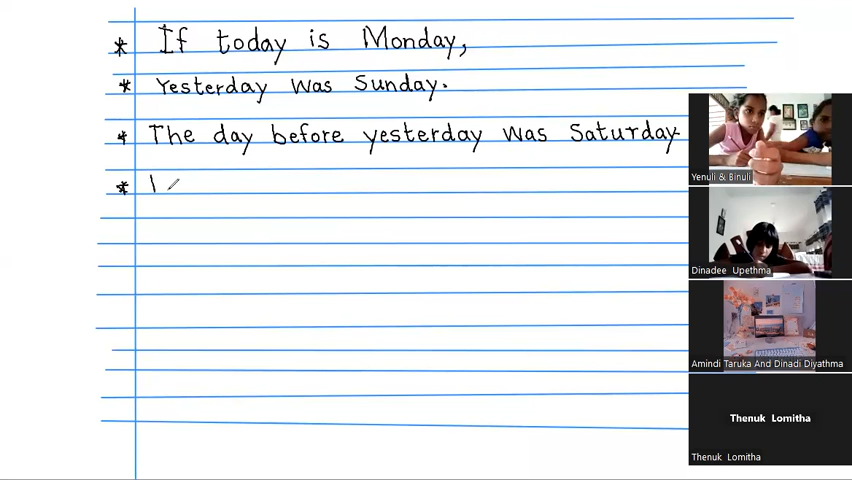 * If today is Monday,
* Yesterday was Sunday.
* The day before yesterday was Saturday.
*
Yenuli & Binuli
Dinadee Upethma
Amindi Taruka And Dinadi Diyathma
Thenuk Lomitha
Thenuk Lomitha